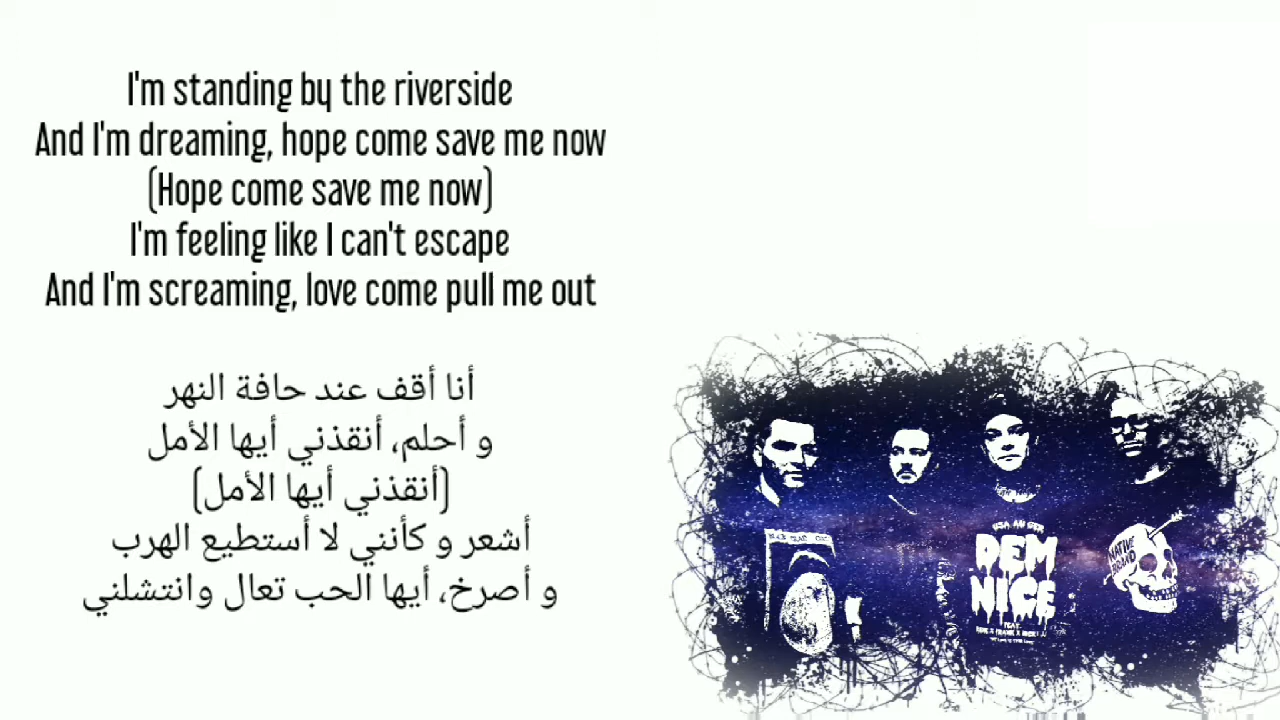 I'm standing by the riverside
And I'm dreaming, hope come save me now
(Hope come save me now)
I'm feeling like I can't escape
And I'm screaming, love come pull me out
أنا أقف عند حافة النهر
و أحلم، أنقذني أيها الأمل
(أنقذني أيها الأمل)
أشعر و كأنني لا أستطيع الهرب
و أصرخ، أيها الحب تعال وانتشلني
DEM
NICE
FEAT.
NATIVE